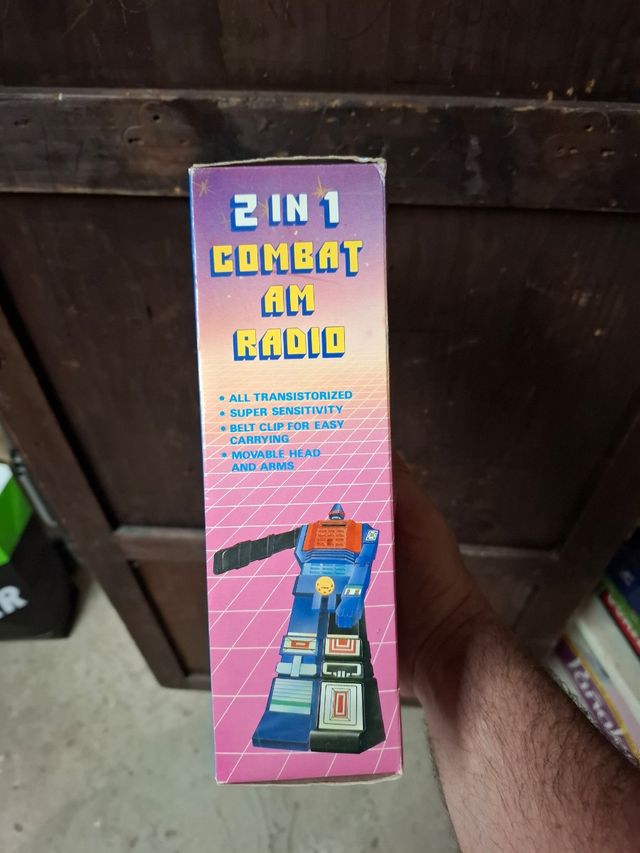 2 IN 1
COMBAT
AM
RADIO
• ALL TRANSISTORIZED
• SUPER SENSITIVITY
• BELT CLIP FOR EASY
CARRYING
• MOVABLE HEAD
AND ARMS